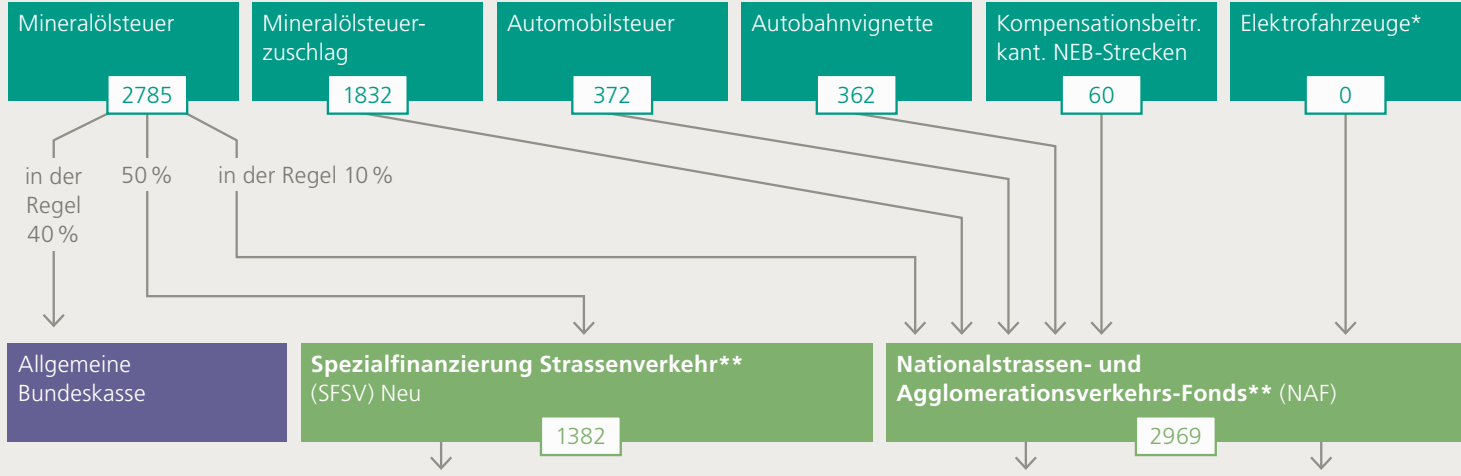 Mineralölsteuer
2785
Mineralölsteuer-
zuschlag
1832
Automobilsteuer
372
Autobahnvignette
362
Kompensationsbeitr.
kant. NEB-Strecken
60
Elektrofahrzeuge*
0
in der
Regel
40 %
50 %
in der Regel 10 %
Allgemeine
Bundeskasse
Spezialfinanzierung Strassenverkehr**
(SFSV) Neu
1382
Nationalstrassen- und
Agglomerationsverkehrs-Fonds** (NAF)
2969